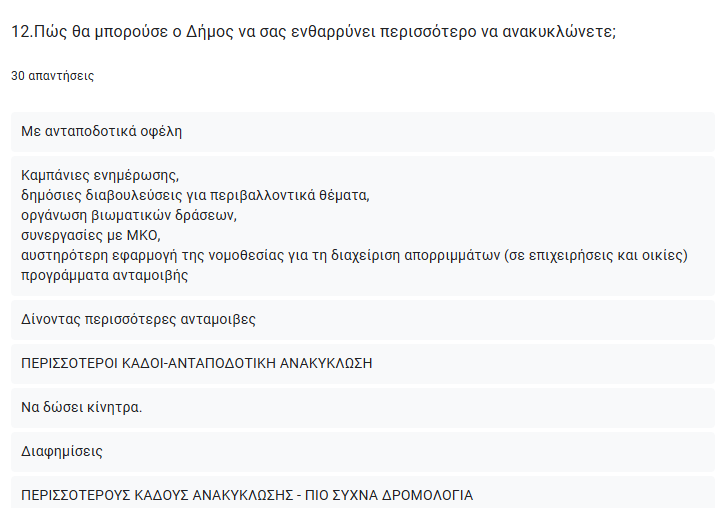 12.Πώς θα μπορούσε ο Δήμος να σας ενθαρρύνει περισσότερο να ανακυκλώνετε;
30 απαντήσεις
Με ανταποδοτικά οφέλη
Καμπάνιες ενημέρωσης,
δημόσιες διαβουλεύσεις για περιβαλλοντικά θέματα,
οργάνωση βιωματικών δράσεων,
συνεργασίες με ΜΚΟ,
αυστηρότερη εφαρμογή της νομοθεσίας για τη διαχείριση απορριμμάτων (σε επιχειρήσεις και οικίες)
προγράμματα ανταμοιβής
Δίνοντας περισσότερες ανταμοιβες
ΠΕΡΙΣΣΟΤΕΡΟΙ ΚΑΔΟΙ-ΑΝΤΑΠΟΔΟΤΙΚΗ ΑΝΑΚΥΚΛΩΣΗ
Να δώσει κίνητρα.
Διαφημίσεις
ΠΕΡΙΣΣΟΤΕΡΟΥΣ ΚΑΔΟΥΣ ΑΝΑΚΥΚΛΩΣΗΣ - ΠΙΟ ΣΥΧΝΑ ΔΡΟΜΟΛΟΓΙΑ